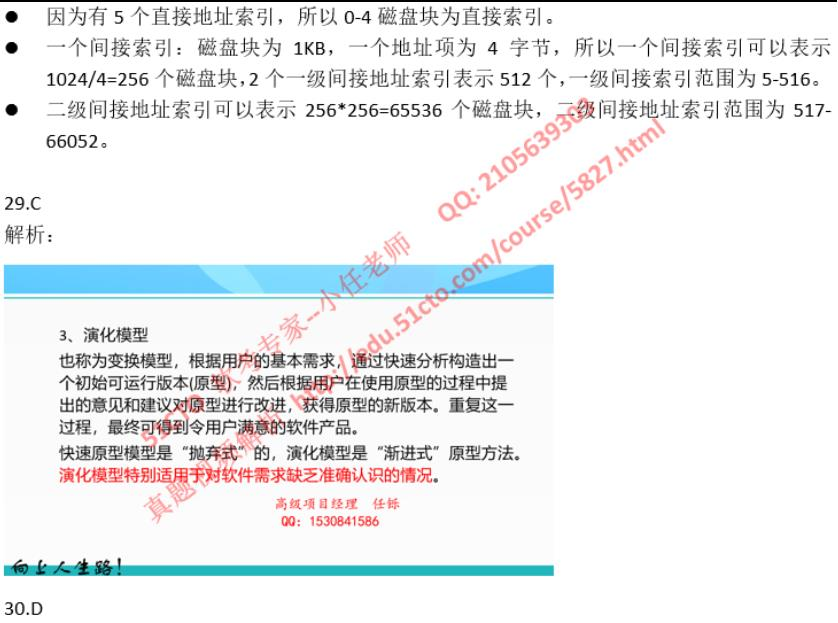 ● 因为有 5 个直接地址索引，所以 0-4 磁盘块为直接索引。
● 一个间接索引：磁盘块为 1KB，一个地址项为 4 字节，所以一个间接索引可以表示
1024/4=256 个磁盘块，2 个一级间接地址索引表示 512 个，一级间接索引范围为 5-516。
● 二级间接地址索引可以表示 256*256=65536 个磁盘块，二级间接地址索引范围为 517-
66052。
29.C
解析：
3、演化模型
也称为变换模型，根据用户的基本需求，通过快速分析构造出一
个初始可运行版本(原型)，然后根据用户在使用原型的过程中提
出的意见和建议对原型进行改进，获得原型的新版本。重复这一
过程，最终可得到令用户满意的软件产品。
快速原型模型是“抛弃式”的，演化模型是“渐进式”原型方法。
演化模型特别适用于对软件需求缺乏准确认识的情况。
高级项目经理 任铄
QQ：1530841586
向上人生路！
30.D
51CTO 软考专家--小任老师 QQ: 2105639303
真题视频解析 http://edu.51cto.com/course/5827.html